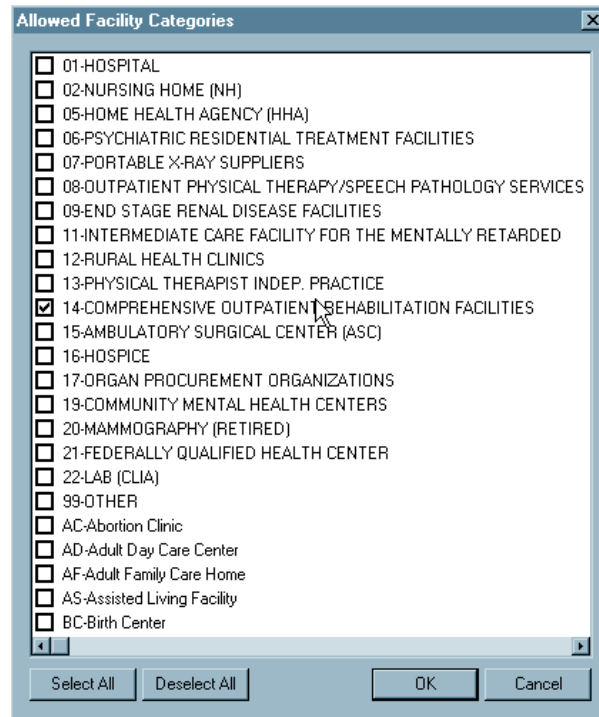 Allowed Facility Categories
01-HOSPITAL
02-NURSING HOME (NH)
05-HOME HEALTH AGENCY (HHA)
06-PSYCHIATRIC RESIDENTIAL TREATMENT FACILITIES
07-PORTABLE X-RAY SUPPLIERS
08-OUTPATIENT PHYSICAL THERAPY/SPEECH PATHOLOGY SERVICES
09-END STAGE RENAL DISEASE FACILITIES
11-INTERMEDIATE CARE FACILITY FOR THE MENTALLY RETARDED
12-RURAL HEALTH CLINICS
13-PHYSICAL THERAPIST INDEP. PRACTICE
14-COMPREHENSIVE OUTPATIENT REHABILITATION FACILITIES
15-AMBULATORY SURGICAL CENTER (ASC)
16-HOSPICE
17-ORGAN PROCUREMENT ORGANIZATIONS
19-COMMUNITY MENTAL HEALTH CENTERS
20-MAMMOGRAPHY (RETIRED)
21-FEDERALLY QUALIFIED HEALTH CENTER
22-LAB (CLIA)
99-OTHER
AC-Abortion Clinic
AD-Adult Day Care Center
AF-Adult Family Care Home
AS-Assisted Living Facility
BC-Birth Center
Select All Deselect All OK Cancel